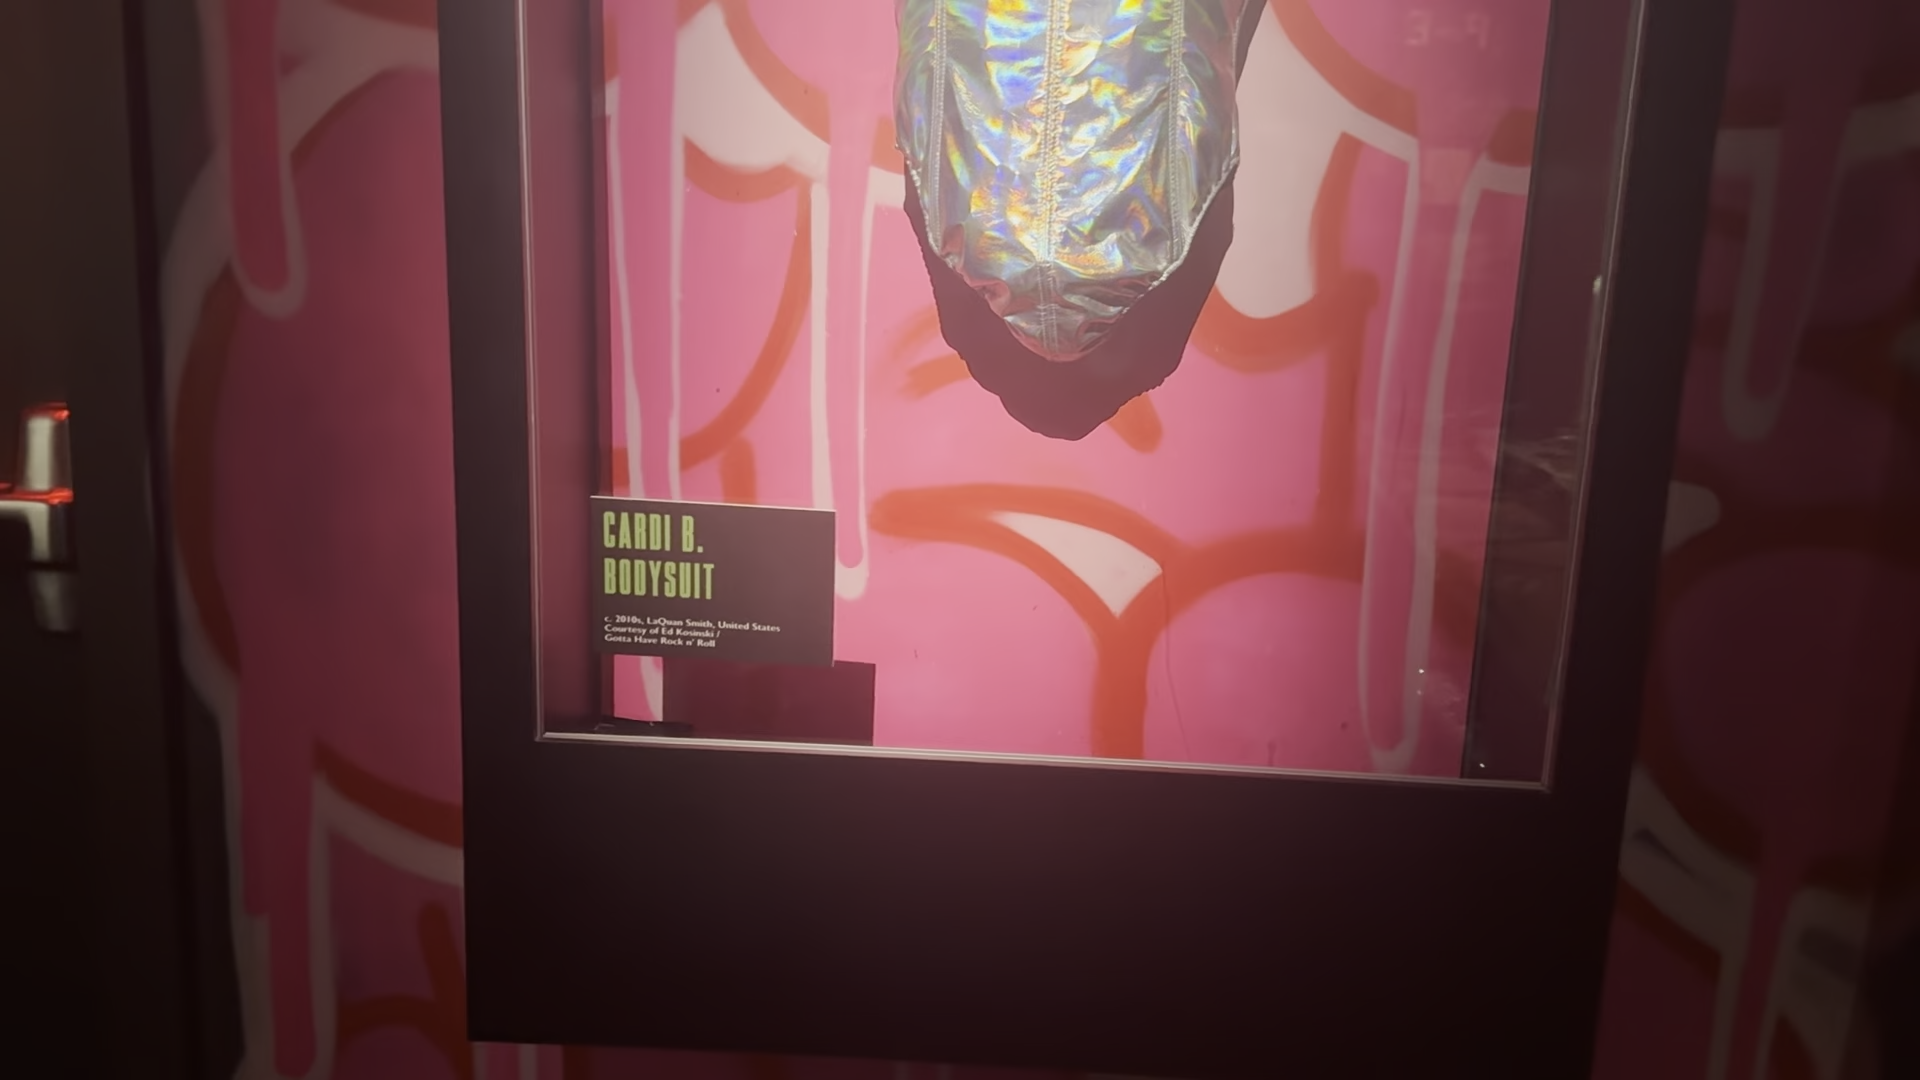 CARDI B.
BODYSUIT
c. 2010s, LaQuan Smith, United States
Courtesy of Ed Kosinski /
Gotta Have Rock n' Roll